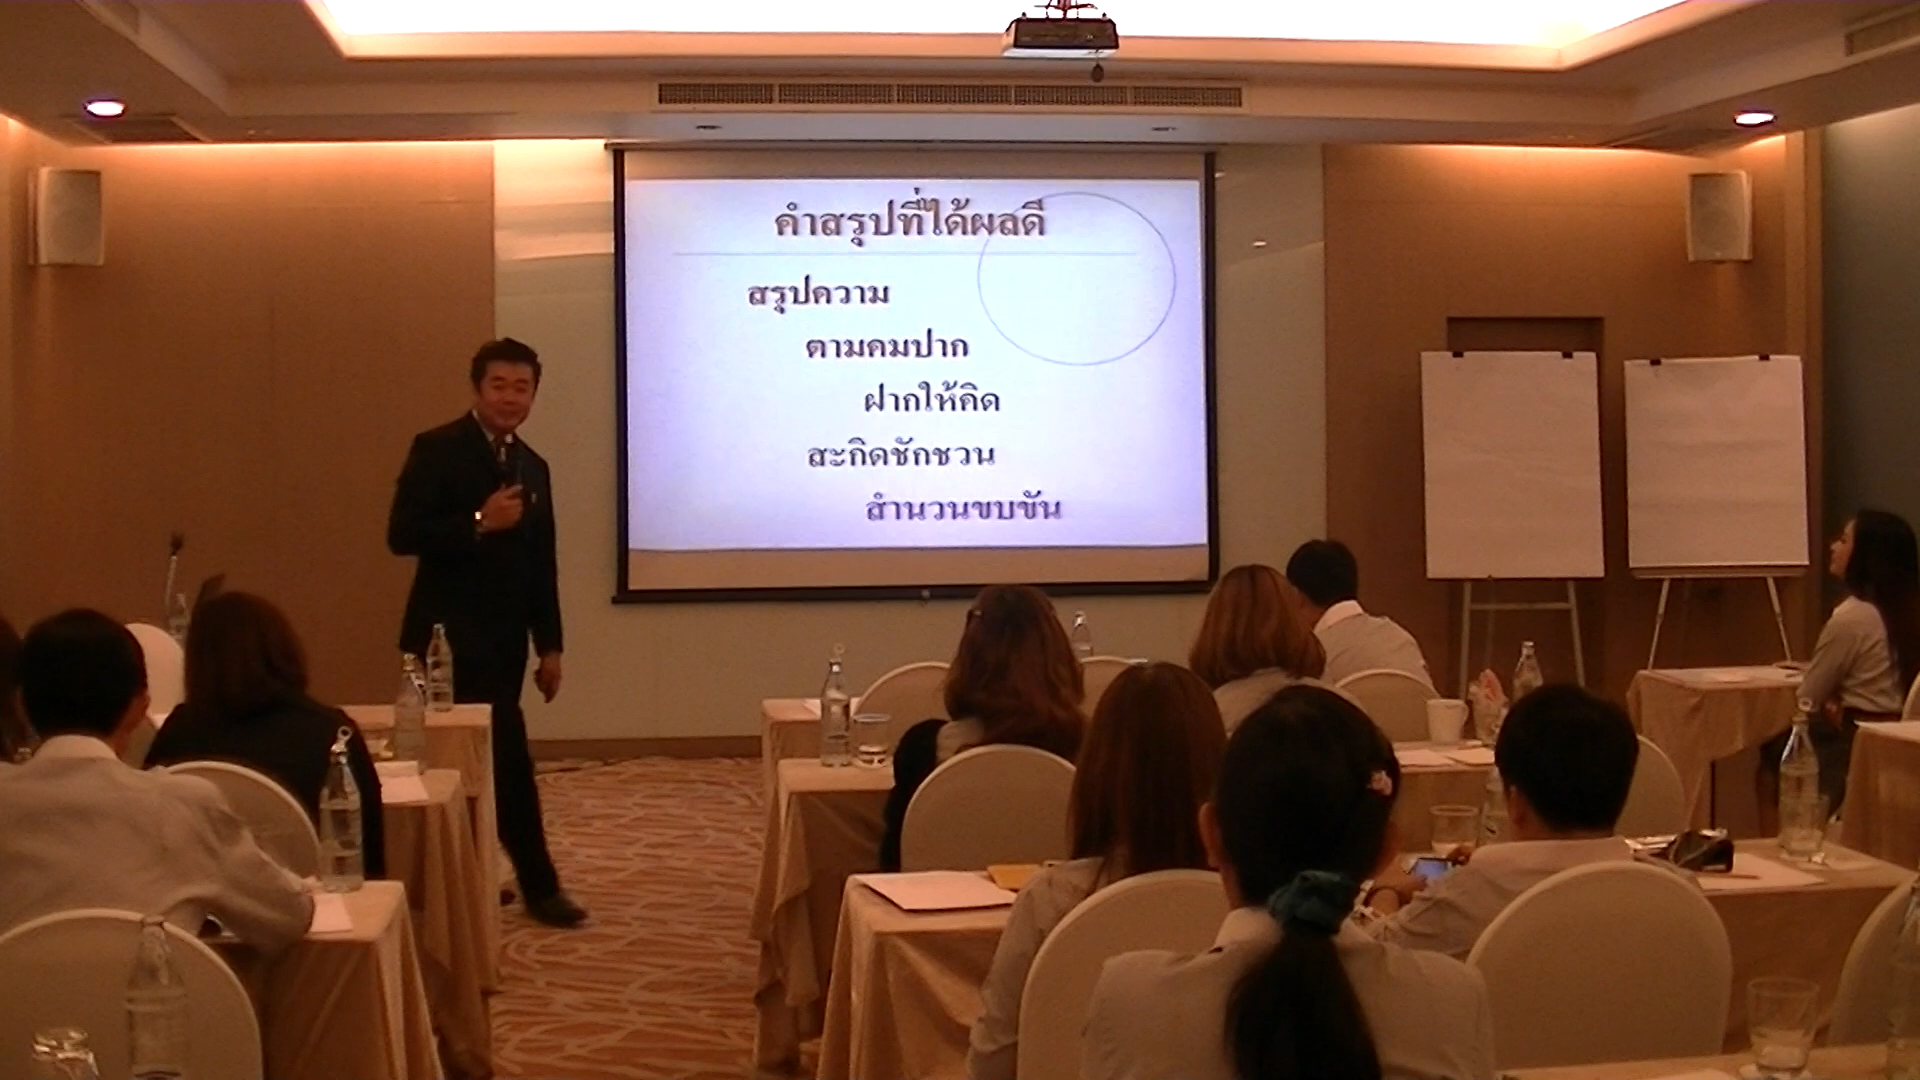 คำสรุปที่ได้ผลดี
สรุปความ
ตามคมปาก
ฝากให้คิด
สะกิดชักชวน
สำนวนขบขัน